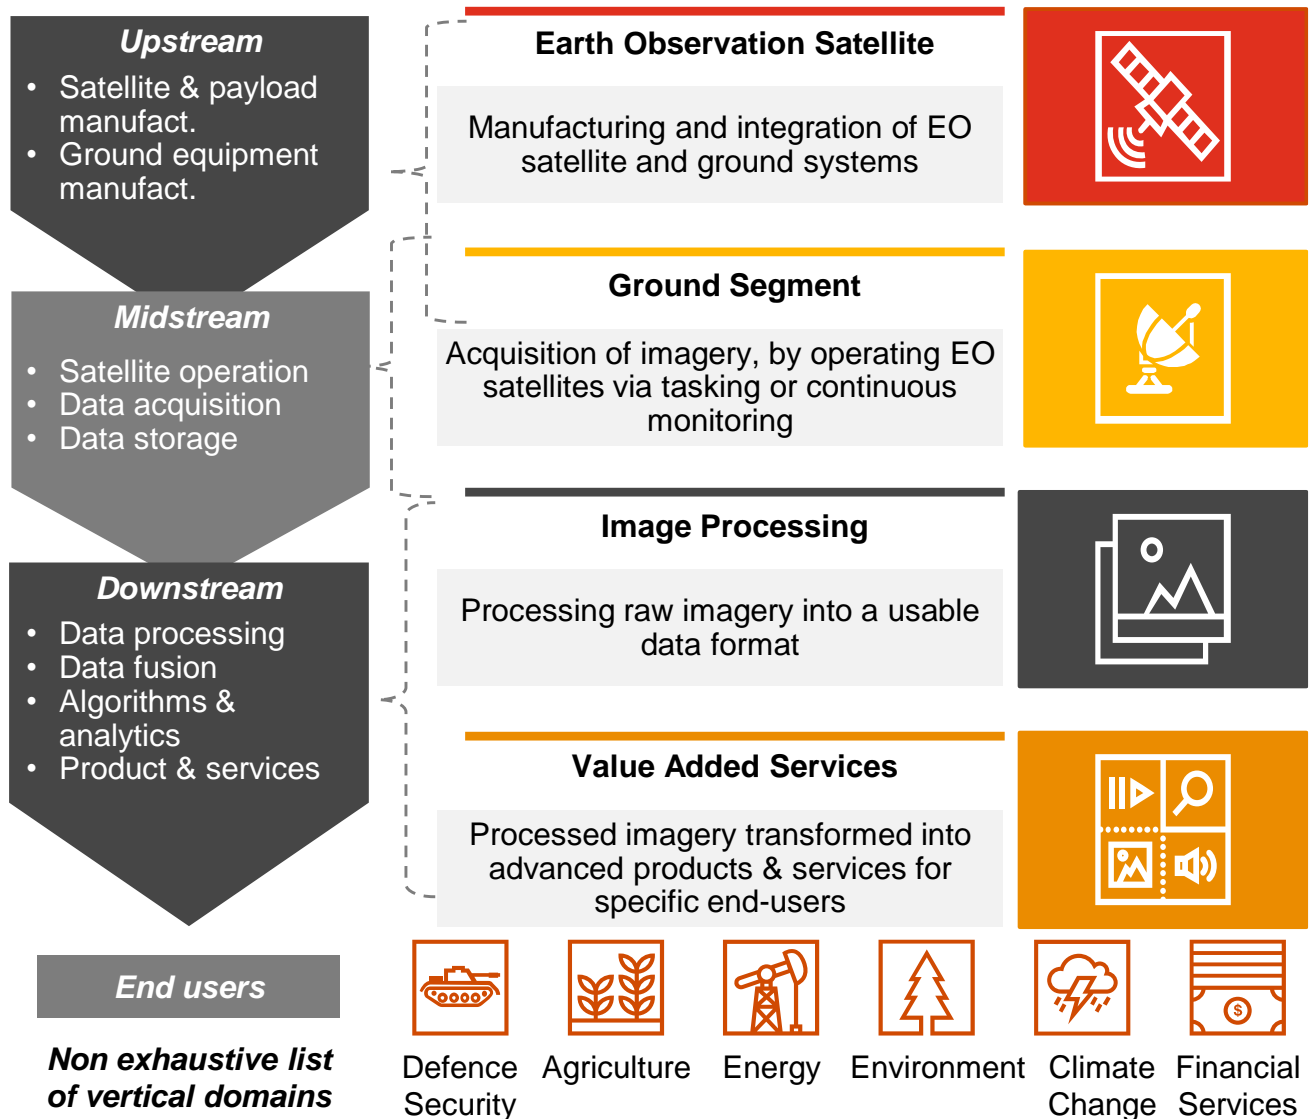 Upstream
• Satellite & payload
manufact.
• Ground equipment
manufact.
Midstream
• Satellite operation
• Data acquisition
• Data storage
Downstream
• Data processing
• Data fusion
• Algorithms &
analytics
• Product & services
End users
Non exhaustive list
of vertical domains
Earth Observation Satellite
Manufacturing and integration of EO
satellite and ground systems
Ground Segment
Acquisition of imagery, by operating EO
satellites via tasking or continuous
monitoring
Image Processing
Processing raw imagery into a usable
data format
Value Added Services
Processed imagery transformed into
advanced products & services for
specific end-users
$
Defence
Security
Agriculture
Energy
Environment
Climate
Change
Financial
Services